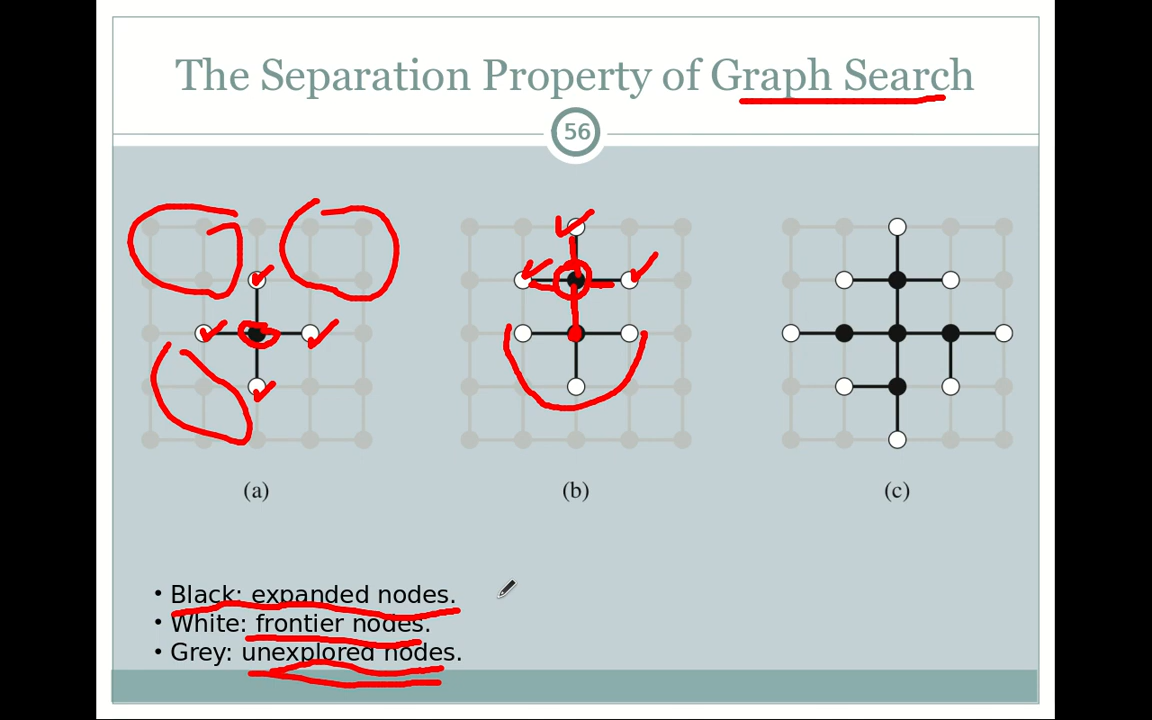 The Separation Property of Graph Search
56
(a)
(b)
(c)
• Black: expanded nodes.
• White: frontier nodes.
• Grey: unexplored nodes.